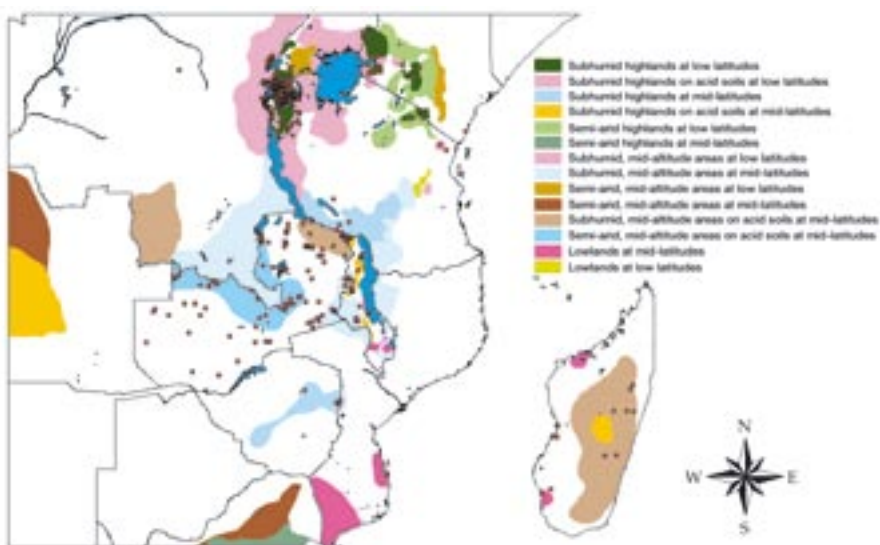 Subhumid highlands at low latitudes
Subhumid highlands on acid soils at low latitudes
Subhumid highlands at mid-latitudes
Subhumid highlands on acid soils at mid-latitudes
Semi-arid highlands at low latitudes
Semi-arid highlands at mid-latitudes
Subhumid, mid-altitude areas at low latitudes
Subhumid, mid-altitude areas at mid-latitudes
Semi-arid, mid-altitude areas at low latitudes
Semi-arid, mid-altitude areas at mid-latitudes
Subhumid, mid-altitude areas on acid soils at mid-latitudes
Semi-arid, mid-altitude areas on acid soils at mid-latitudes
Lowlands at mid-latitudes
Lowlands at low latitudes
N
W E
S